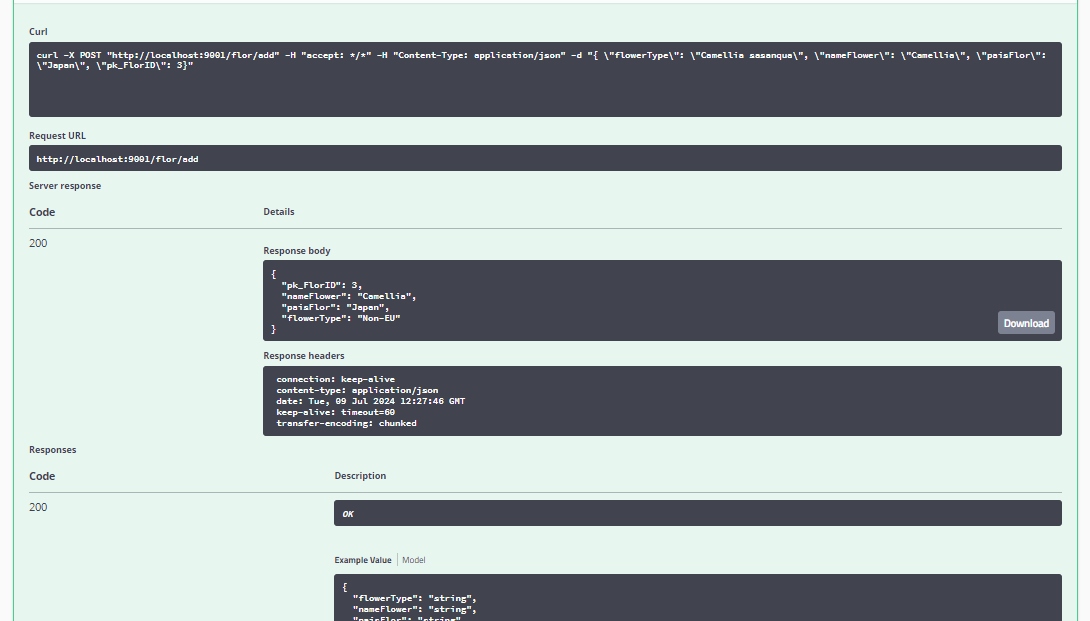 Curl
curl -X POST "http://localhost:9001/flor/add" -H "accept: */*" -H "Content-Type: application/json" -d "{ \"flowerType\": \"Camellia sasanqua\", \"nameFlower\": \"Camellia\", \"paisFlor\":
\"Japan\", \"pk_FlorID\": 3}"
Request URL
http://localhost:9001/flor/add
Server response
Code Details
200
Response body
{
"pk_FlorID": 3,
"nameFlower": "Camellia",
"paisFlor": "Japan",
"flowerType": "Non-EU"
}
Download
Response headers
connection: keep-alive
content-type: application/json
date: Tue, 09 Jul 2024 12:27:46 GMT
keep-alive: timeout=60
transfer-encoding: chunked
Responses
Code Description
200
OK
Example Value Model
{
"flowerType": "string",
"nameFlower": "string",
"paisFlor": "string"